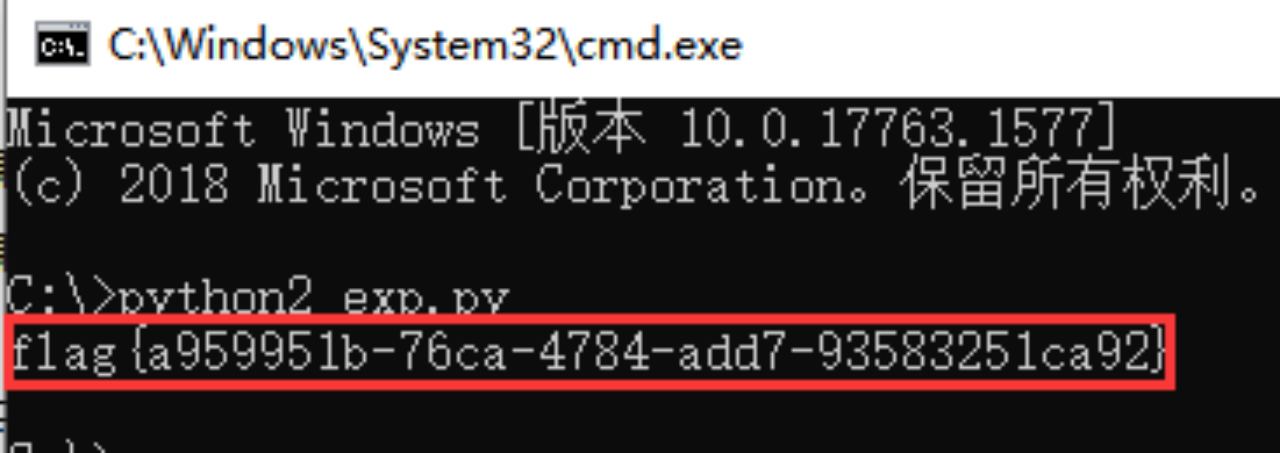 C:\Windows\System32\cmd.exe
Microsoft Windows [版本 10.0.17763.1577]
(c) 2018 Microsoft Corporation。保留所有权利。
C:\>python2 exp.py
flag{a959951b-76ca-4784-add7-93583251ca92}